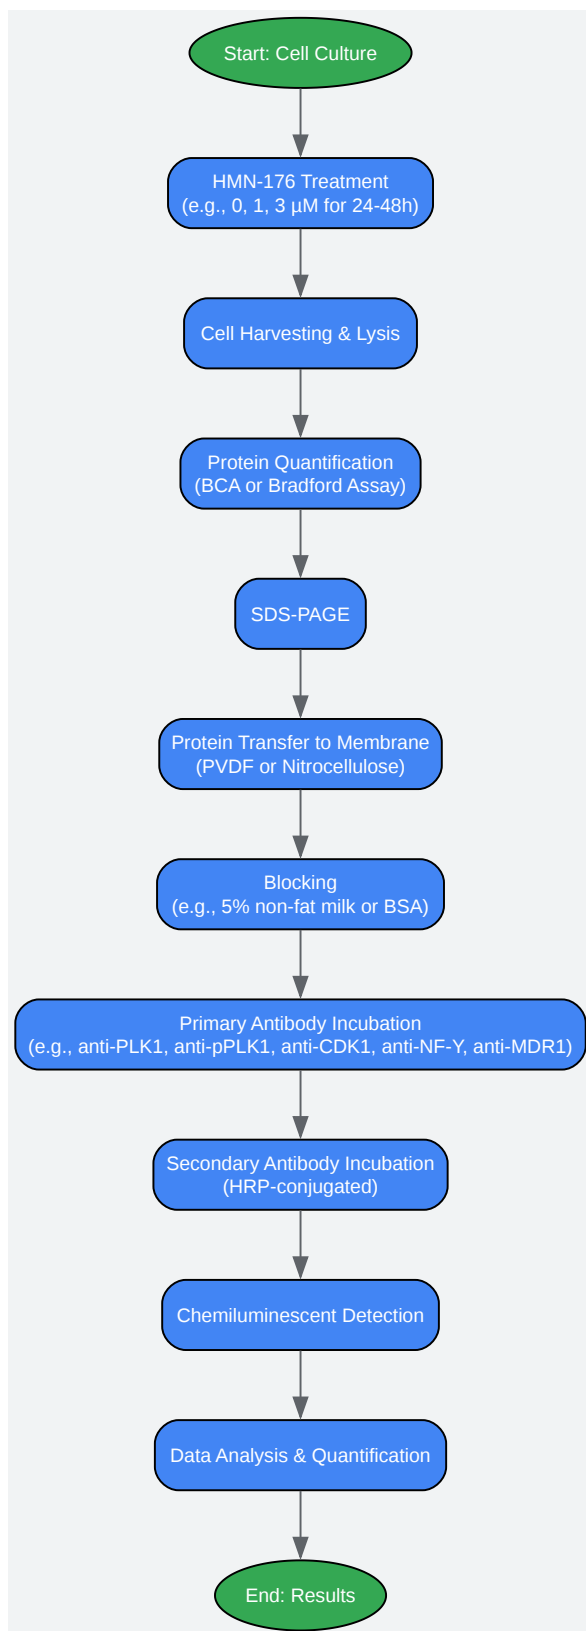 Start: Cell Culture
HMN-176 Treatment
(e.g., 0, 1, 3 µM for 24-48h)
Cell Harvesting & Lysis
Protein Quantification
(BCA or Bradford Assay)
SDS-PAGE
Protein Transfer to Membrane
(PVDF or Nitrocellulose)
Blocking
(e.g., 5% non-fat milk or BSA)
Primary Antibody Incubation
(e.g., anti-PLK1, anti-pPLK1, anti-CDK1, anti-NF-Y, anti-MDR1)
Secondary Antibody Incubation
(HRP-conjugated)
Chemiluminescent Detection
Data Analysis & Quantification
End: Results